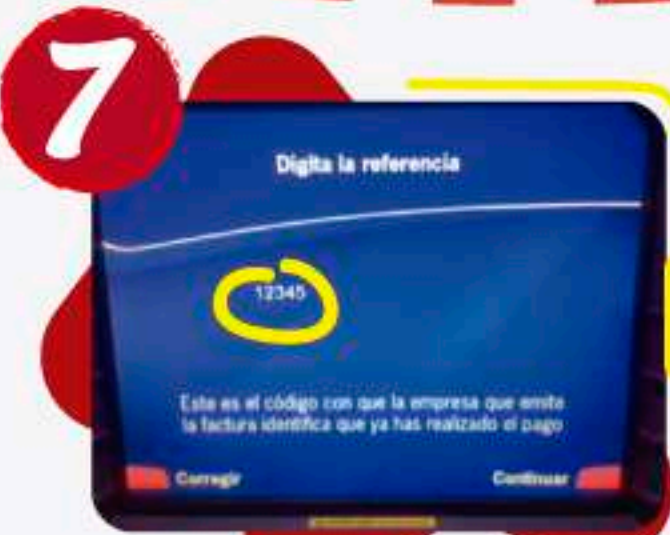 7
Digita la referencia
12345
Este es el código con que la empresa que emite
la factura identifica que ya has realizado el pago
Corregir
Continuar